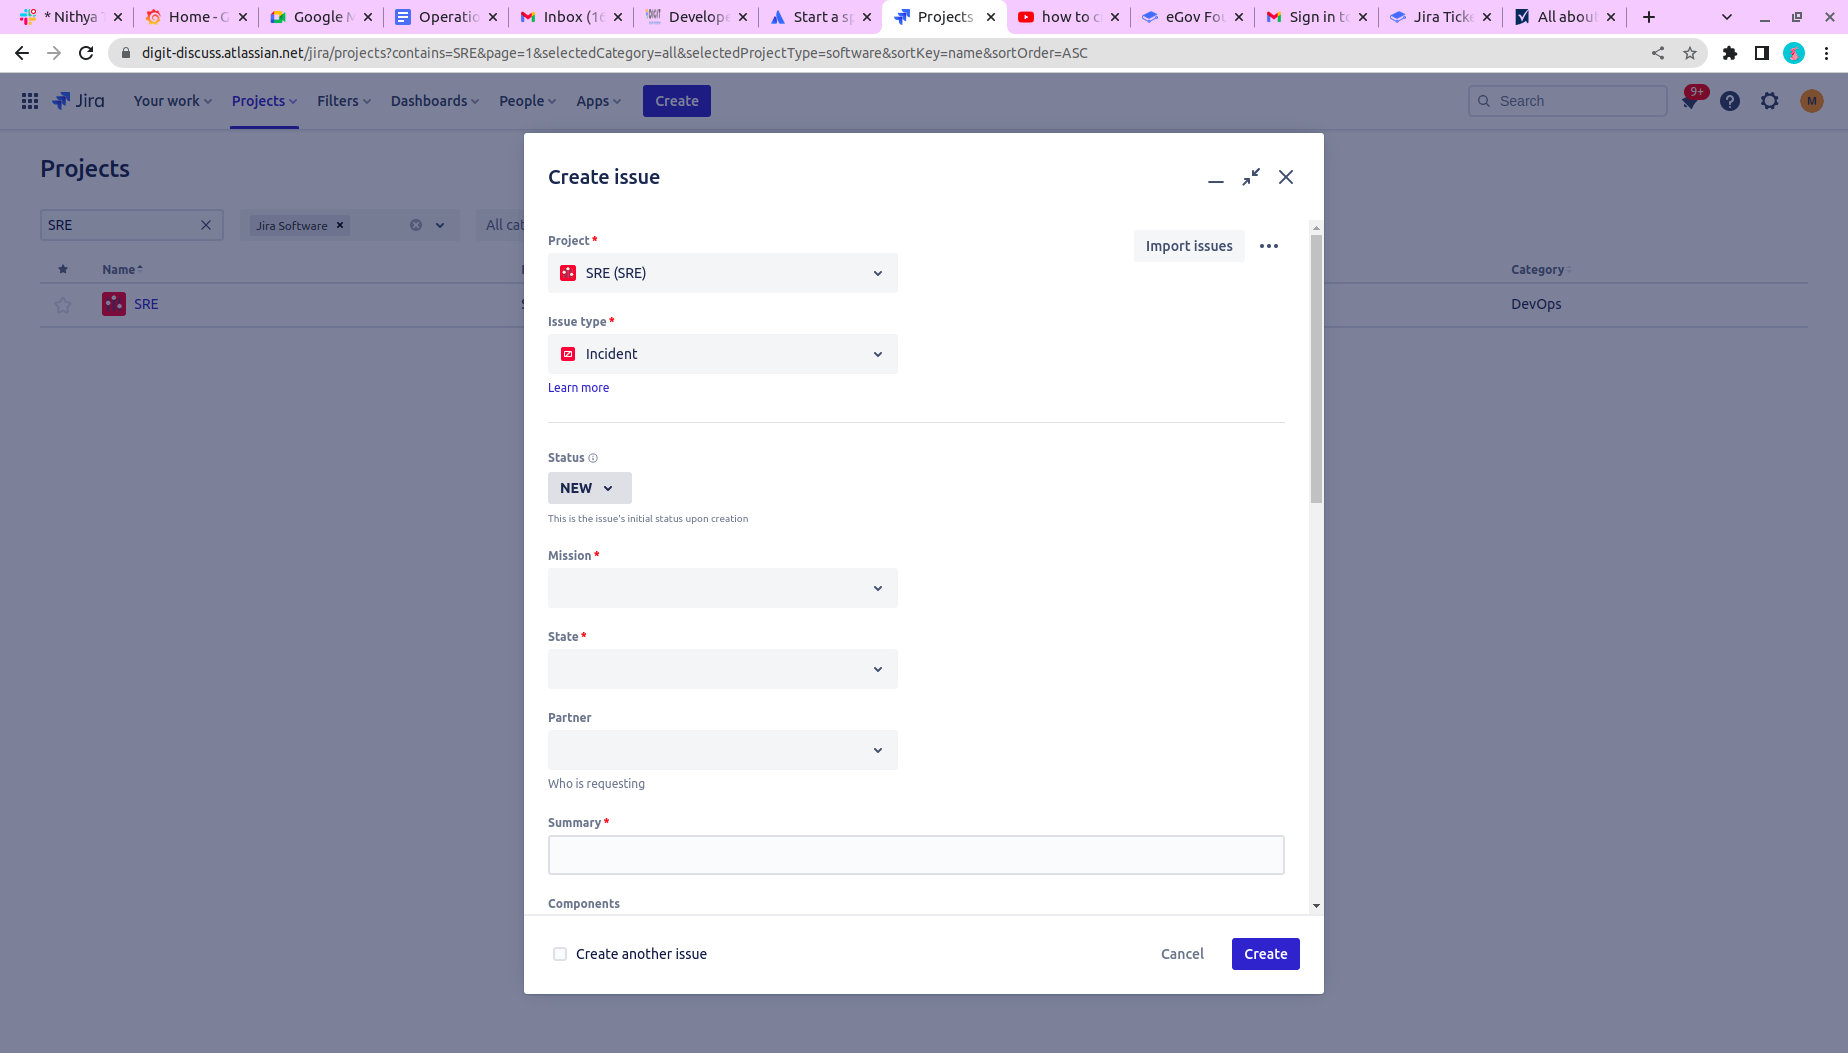 * Nithya T
Home - G
Google M
Operatio
Inbox (16
Develope
Start a sp
Projects
how to c
eGov Fou
Sign in to
Jira Ticke
All about
digit-discuss.atlassian.net/jira/projects?contains=SRE&page=1&selectedCategory=all&selectedProjectType=software&sortKey=name&sortOrder=ASC
Jira
Your work
Projects
Filters
Dashboards
People
Apps
Create
Search
9+
M
Projects
SRE
Jira Software
All cat
Name
Category
SRE
DevOps
Create issue
Import issues
Project *
SRE (SRE)
Issue type *
Incident
Learn more
Status
NEW
This is the issue's initial status upon creation
Mission *
State *
Partner
Who is requesting
Summary *
Components
Create another issue
Cancel
Create